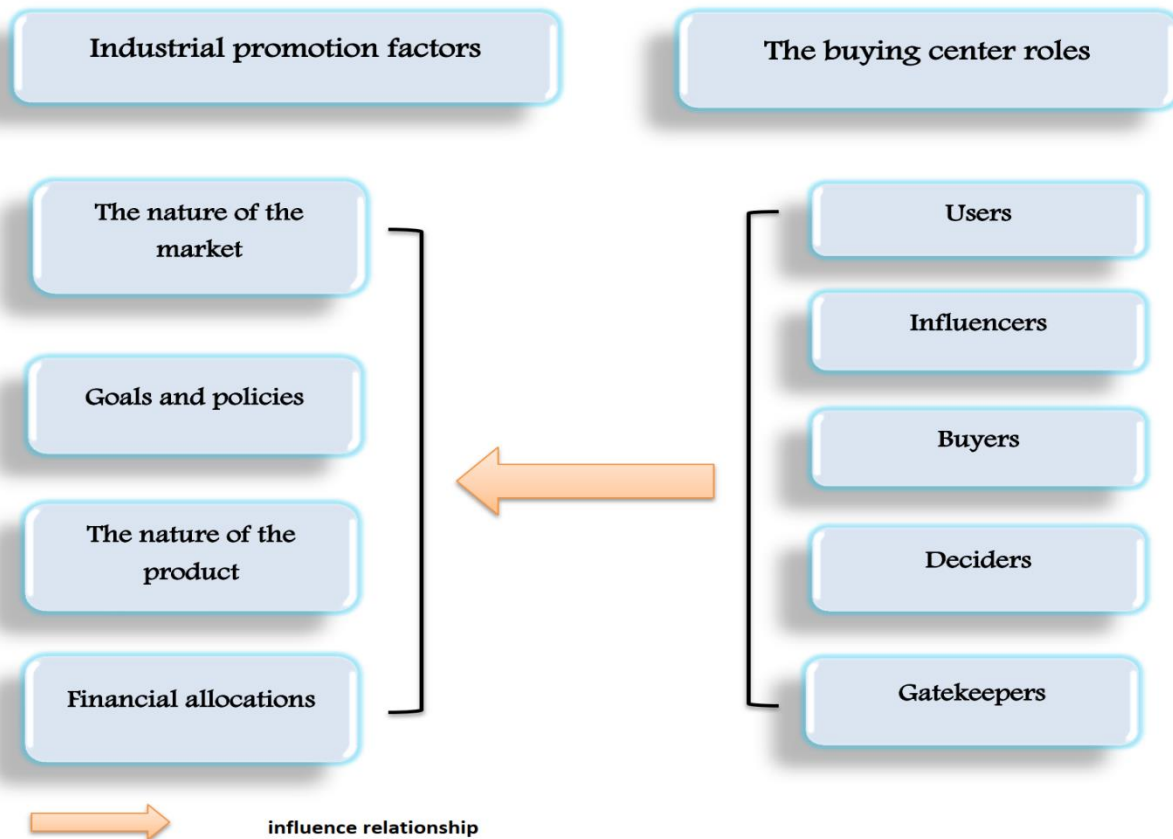 Industrial promotion factors
The buying center roles
The nature of the
market
Goals and policies
The nature of the
product
Financial allocations
Users
Influencers
Buyers
Deciders
Gatekeepers
influence relationship